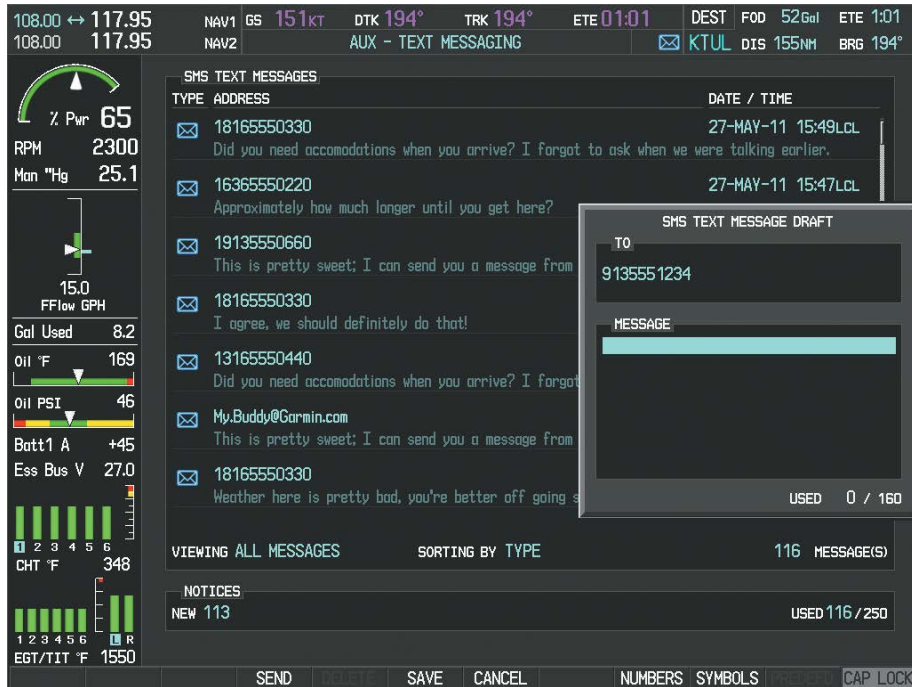 108.00 ↔ 117.95 NAV1 GS 151KT DTK 194° TRK 194° ETE 01:01 DEST FOD 52Gal ETE 1:01
108.00 117.95 NAV2 AUX - TEXT MESSAGING KTUL DIS 155NM BRG 194°
% Pwr 65
RPM 2300
Man "Hg 25.1
15.0
FFlow GPH
Gal Used 8.2
Oil °F 169
Oil PSI 46
Batt1 A +45
Ess Bus V 27.0
1 2 3 4 5 6
CHT °F 348
1 2 3 4 5 6 L R
EGT/TIT °F 1550
SMS TEXT MESSAGES
TYPE ADDRESS DATE / TIME
18165550330 27-MAY-11 15:49LCL
Did you need accomodations when you arrive? I forgot to ask when we were talking earlier.
16365550220 27-MAY-11 15:47LCL
Approximately how much longer until you get here?
19135550660
This is pretty sweet; I can send you a message from
18165550330
I agree, we should definitely do that!
13165550440
Did you need accomodations when you arrive? I forgot
My.Buddy@Garmin.com
This is pretty sweet; I can send you a message from
18165550330
Weather here is pretty bad, you're better off going s
VIEWING ALL MESSAGES SORTING BY TYPE 116 MESSAGE(S)
SMS TEXT MESSAGE DRAFT
TO
9135551234
MESSAGE
USED 0 / 160
NOTICES
NEW 113 USED 116 / 250
SEND DELETE SAVE CANCEL NUMBERS SYMBOLS PREDEFD CAP LOCK